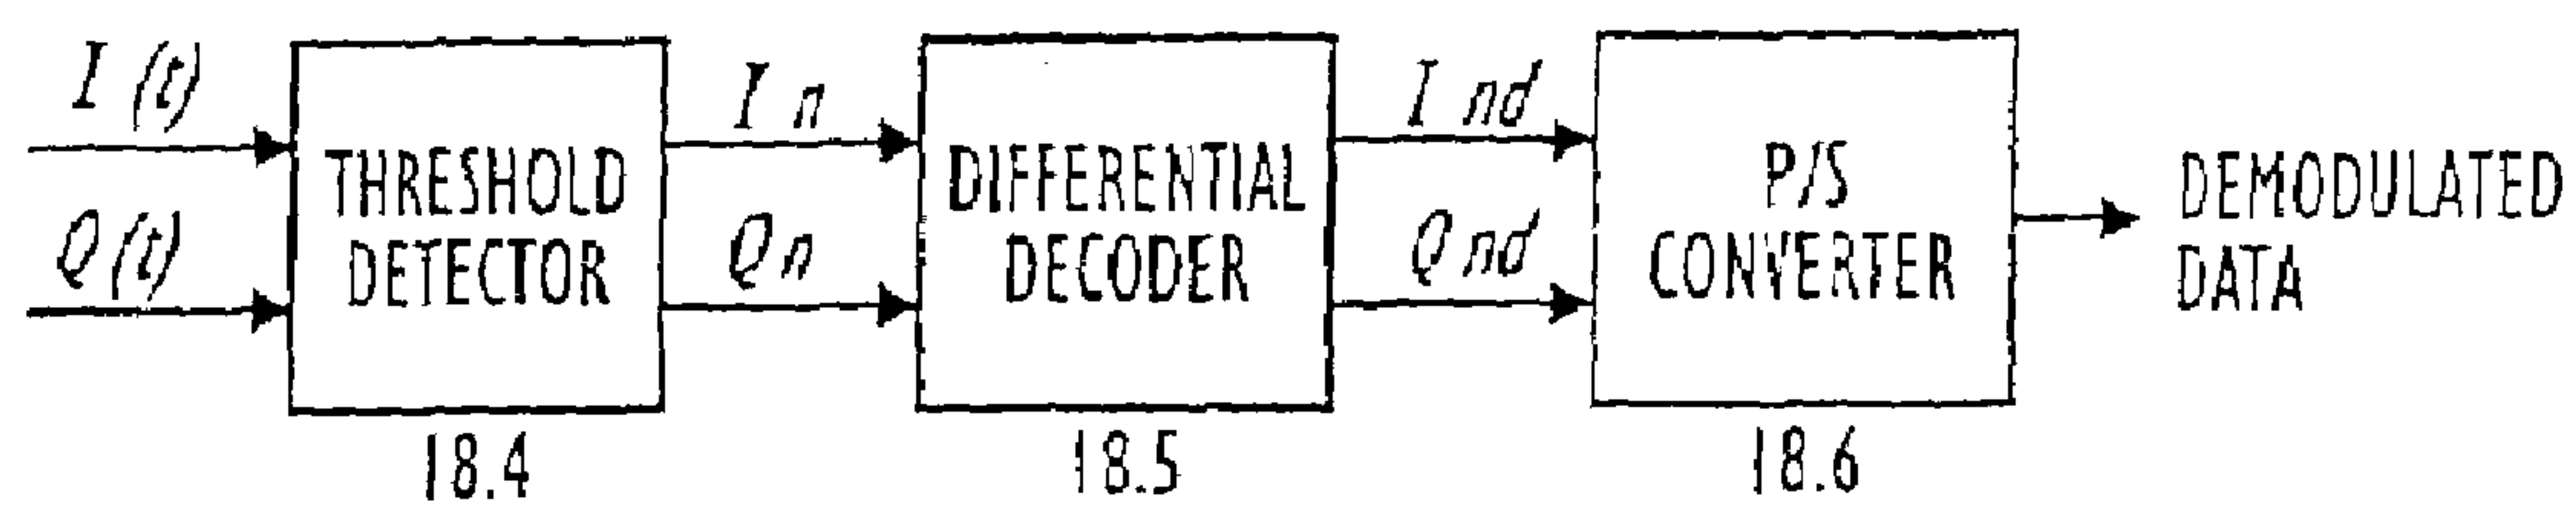 I (t)
Q (t)
THRESHOLD
DETECTOR
18.4
I n
Q n
DIFFERENTIAL
DECODER
18.5
I nd
Q nd
P/S
CONVERTER
18.6
DEMODULATED
DATA